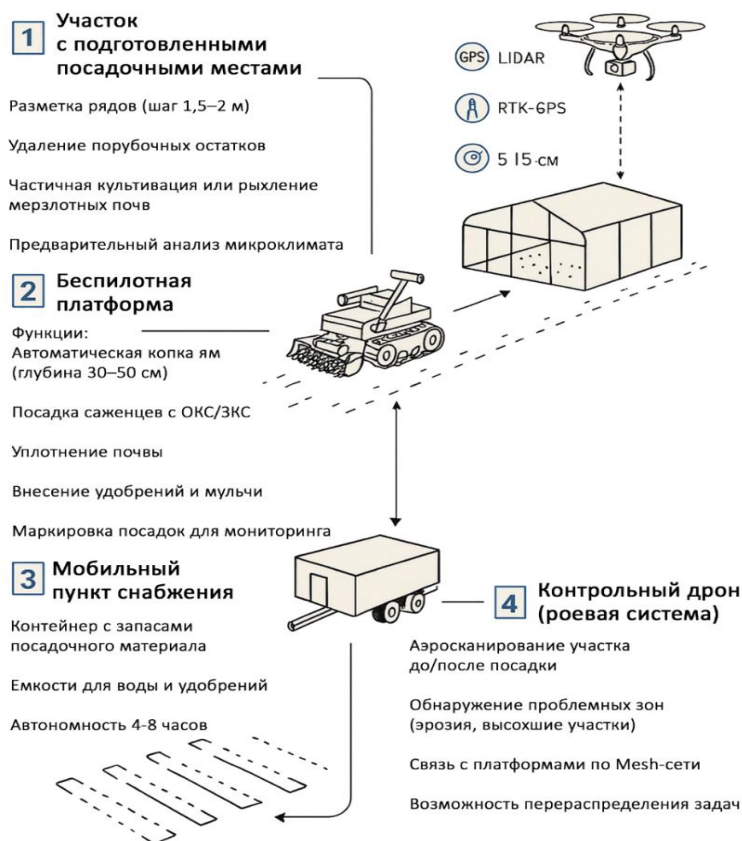 1
Участок
с подготовленными
посадочными местами
Разметка рядов (шаг 1,5–2 м)
Удаление порубочных остатков
Частичная культивация или рыхление
мерзлотных почв
Предварительный анализ микроклимата
GPS LIDAR
RTK-GPS
5 15 см
2
Беспилотная
платформа
Функции:
Автоматическая копка ям
(глубина 30–50 см)
Посадка саженцев с ОКС/ЗКС
Уплотнение почвы
Внесение удобрений и мульчи
Маркировка посадок для мониторинга
3
Мобильный
пункт снабжения
Контейнер с запасами
посадочного материала
Емкости для воды и удобрений
Автономность 4-8 часов
4
Контрольный дрон
(роевая система)
Аэросканирование участка
до/после посадки
Обнаружение проблемных зон
(эрозия, высохшие участки)
Связь с платформами по Mesh-сети
Возможность перераспределения задач